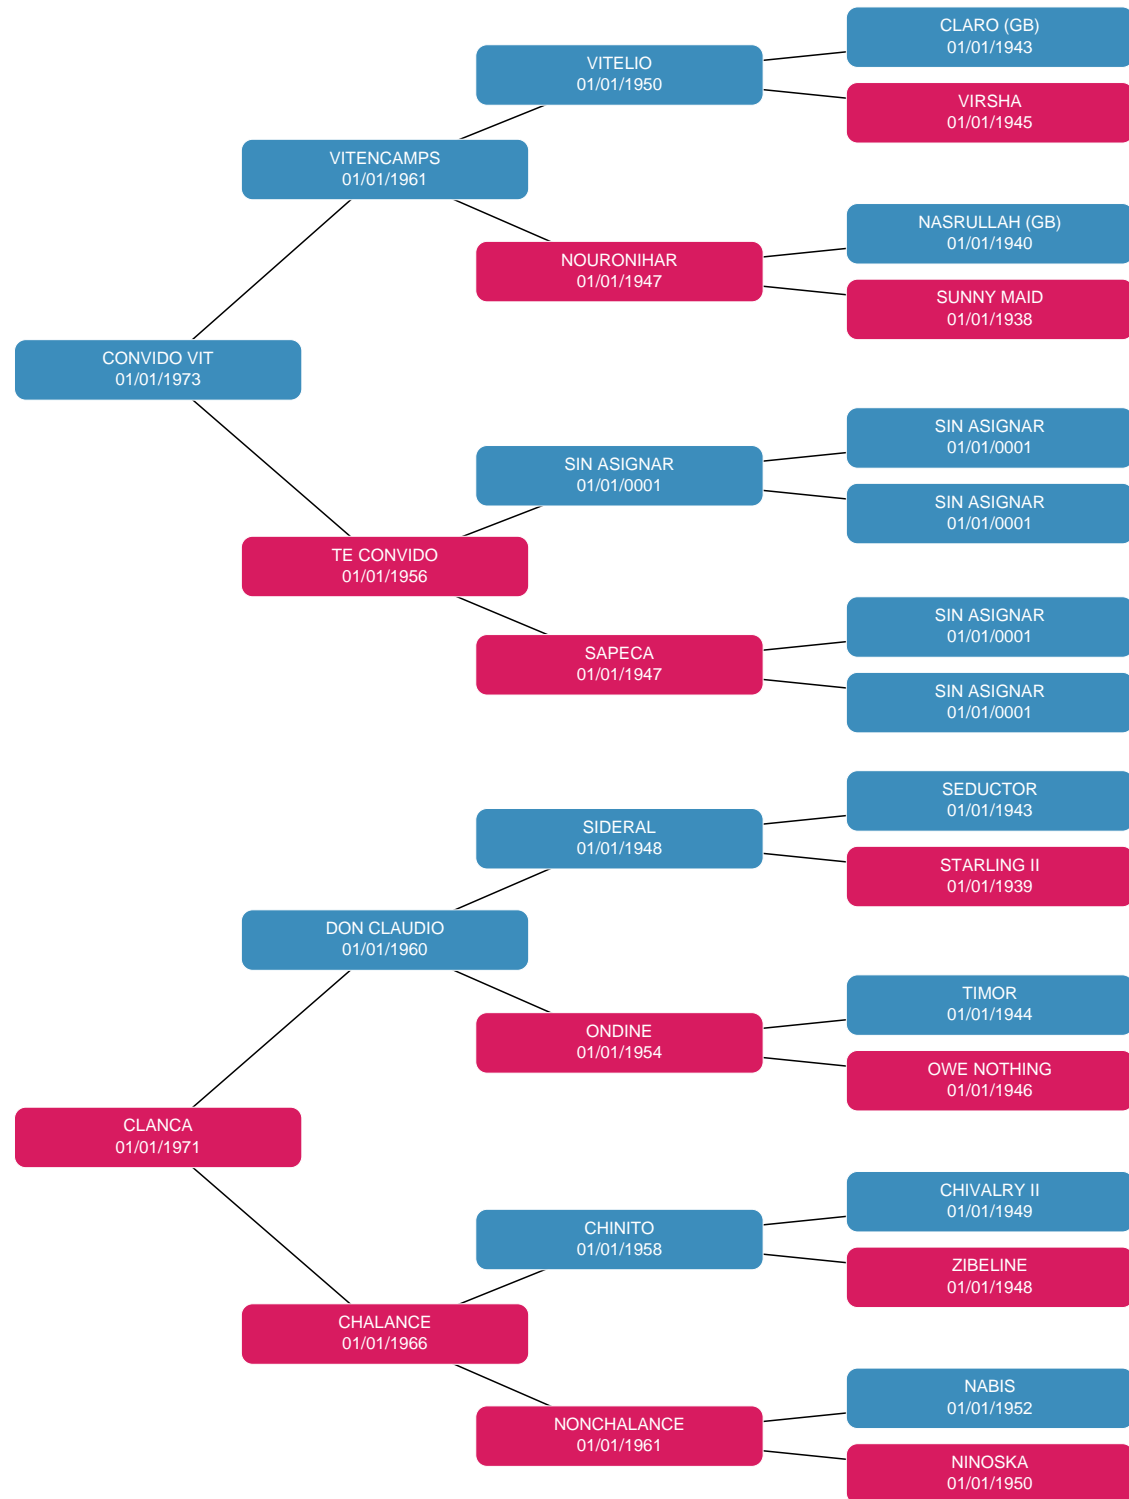 CLARO (GB)
01/01/1943
VITELIO
01/01/1950
VIRSHA
01/01/1945
VITENCAMPS
01/01/1961
NASRULLAH (GB)
01/01/1940
NOURONIHAR
01/01/1947
SUNNY MAID
01/01/1938
CONVIDO VIT
01/01/1973
SIN ASIGNAR
01/01/0001
SIN ASIGNAR
01/01/0001
SIN ASIGNAR
01/01/0001
TE CONVIDO
01/01/1956
SIN ASIGNAR
01/01/0001
SAPECA
01/01/1947
SIN ASIGNAR
01/01/0001
SEDUCTOR
01/01/1943
SIDERAL
01/01/1948
STARLING II
01/01/1939
DON CLAUDIO
01/01/1960
TIMOR
01/01/1944
ONDINE
01/01/1954
OWE NOTHING
01/01/1946
CLANCA
01/01/1971
CHIVALRY II
01/01/1949
CHINITO
01/01/1958
ZIBELINE
01/01/1948
CHALANCE
01/01/1966
NABIS
01/01/1952
NONCHALANCE
01/01/1961
NINOSKA
01/01/1950